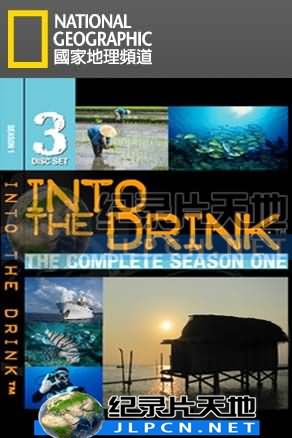 NATIONAL
GEOGRAPHIC
國家地理頻道
SEASON 1
3
DISC SET
INTO
THE DRINK
THE COMPLETE SEASON ONE
INTO THE DRINK™
纪录片天地
纪录片天地
JLPCN.NET